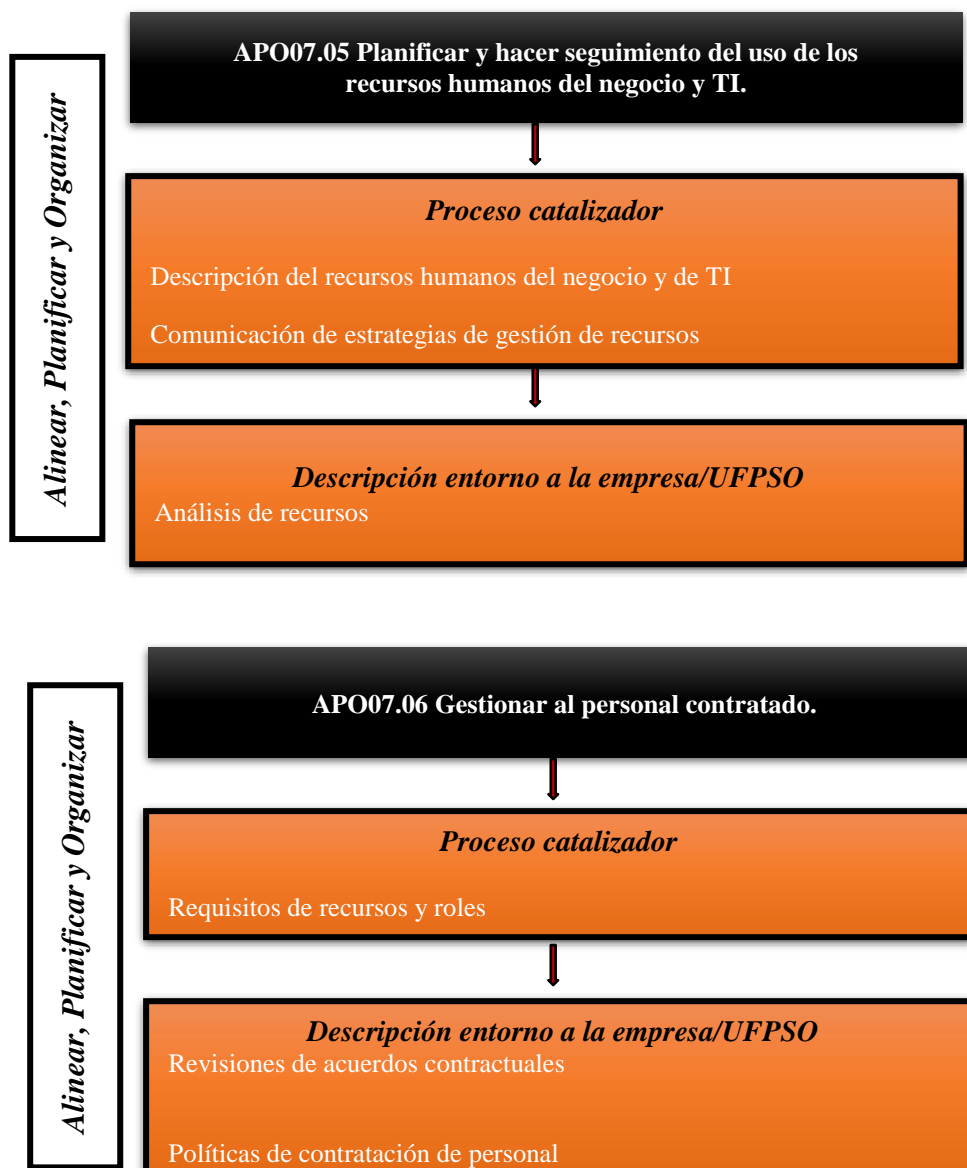 Alinear, Planificar y Organizar
APO07.05 Planificar y hacer seguimiento del uso de los
recursos humanos del negocio y TI.
Proceso catalizador
Descripción del recursos humanos del negocio y de TI
Comunicación de estrategias de gestión de recursos
Descripción entorno a la empresa/UFPSO
Análisis de recursos
Alinear, Planificar y Organizar
APO07.06 Gestionar al personal contratado.
Proceso catalizador
Requisitos de recursos y roles
Descripción entorno a la empresa/UFPSO
Revisiones de acuerdos contractuales
Políticas de contratación de personal